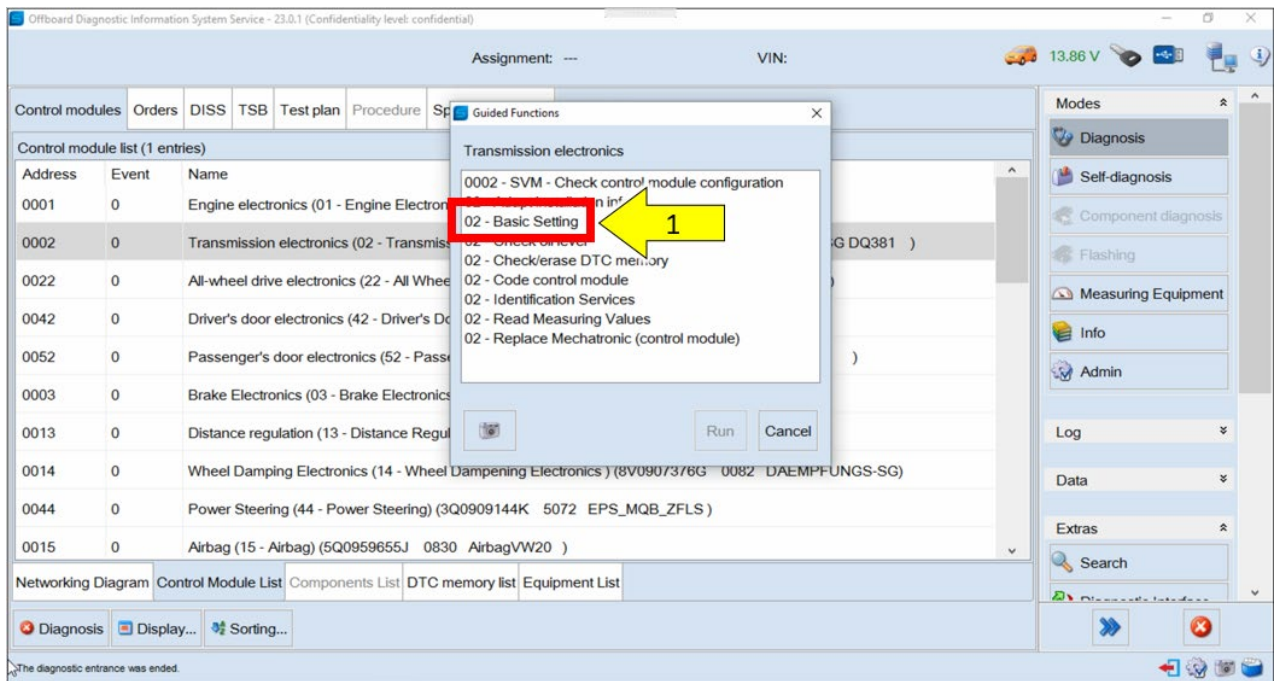 Offboard Diagnostic Information System Service - 23.0.1 (Confidentiality level: confidential)
Assignment: ---
VIN:
13.86 V
Control modules Orders DISS TSB Test plan Procedure
Control module list (1 entries)
Address Event Name
0001 0 Engine electronics (01 - Engine
0002 0 Transmission electronics (02 - G DQ381 )
0022 0 All-wheel drive electronics (22 - All )
0042 0 Driver's door electronics (42 - Driver's
0052 0 Passenger's door electronics (52 - )
0003 0 Brake Electronics (03 - Brake
0013 0 Distance regulation (13 - Distance
0014 0 Wheel Damping Electronics (14 - Wheel Dampening Electronics ) (8V0907376G 0082 DAEMPFUNGS-SG)
0044 0 Power Steering (44 - Power Steering) (3Q0909144K 5072 EPS_MQB_ZFLS )
0015 0 Airbag (15 - Airbag) (5Q0959655J 0830 AirbagVW20 )
Networking Diagram Control Module List Components List DTC memory list Equipment List
Diagnosis Display... Sorting...
The diagnostic entrance was ended.
Guided Functions
Transmission electronics
0002 - SVM - Check control module configuration
02 - Basic Setting
1
02 - Check/erase DTC memory
02 - Code control module
02 - Identification Services
02 - Read Measuring Values
02 - Replace Mechatronic (control module)
Run Cancel
Modes
Diagnosis
Self-diagnosis
Component diagnosis
Flashing
Measuring Equipment
Info
Admin
Log
Data
Extras
Search